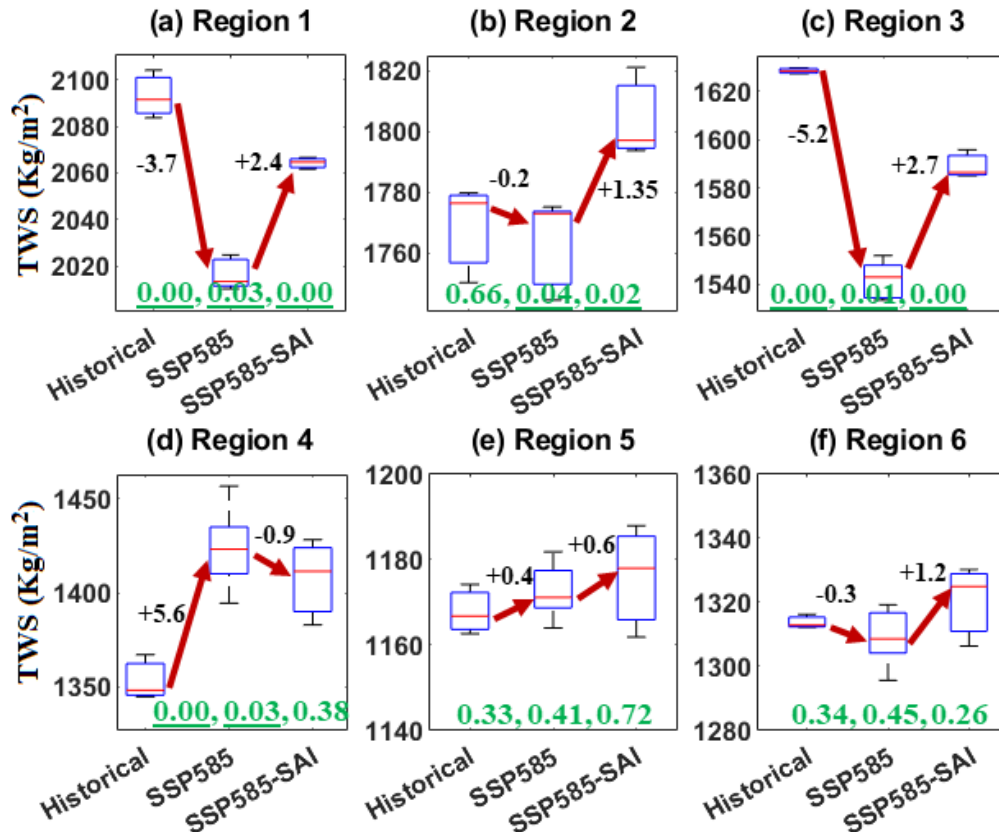 (a) Region 1
(b) Region 2
(c) Region 3
TWS (Kg/m²)
2100
2080
2060
2040
2020
-3.7
+2.4
0.00, 0.03, 0.00
Historical
SSP585
SSP585-SAI
1820
1800
1780
1760
-0.2
+1.35
0.66, 0.04, 0.02
Historical
SSP585
SSP585-SAI
1620
1600
1580
1560
1540
-5.2
+2.7
0.00, 0.01, 0.00
Historical
SSP585
SSP585-SAI
(d) Region 4
(e) Region 5
(f) Region 6
TWS (Kg/m²)
1450
1400
1350
+5.6
-0.9
0.00, 0.03, 0.38
Historical
SSP585
SSP585-SAI
1200
1180
1160
1140
+0.4
+0.6
0.33, 0.41, 0.72
Historical
SSP585
SSP585-SAI
1360
1340
1320
1300
1280
-0.3
+1.2
0.34, 0.45, 0.26
Historical
SSP585
SSP585-SAI